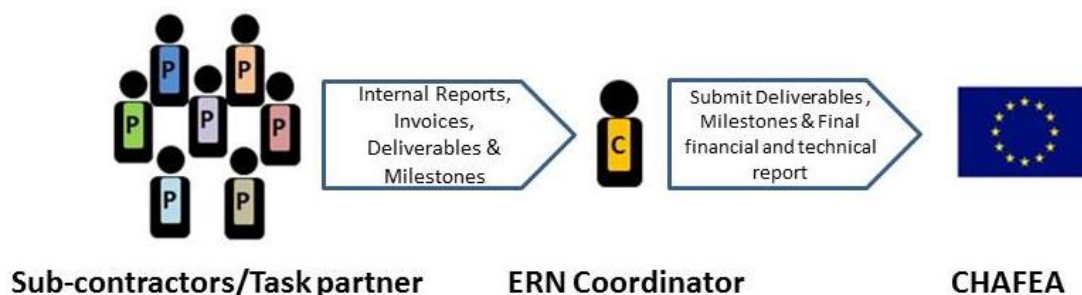 P
P
P
P
P
P
P
Internal Reports,
Invoices,
Deliverables &
Milestones
C
Submit Deliverables ,
Milestones & Final
financial and technical
report
Sub-contractors/Task partner
ERN Coordinator
CHAFEA